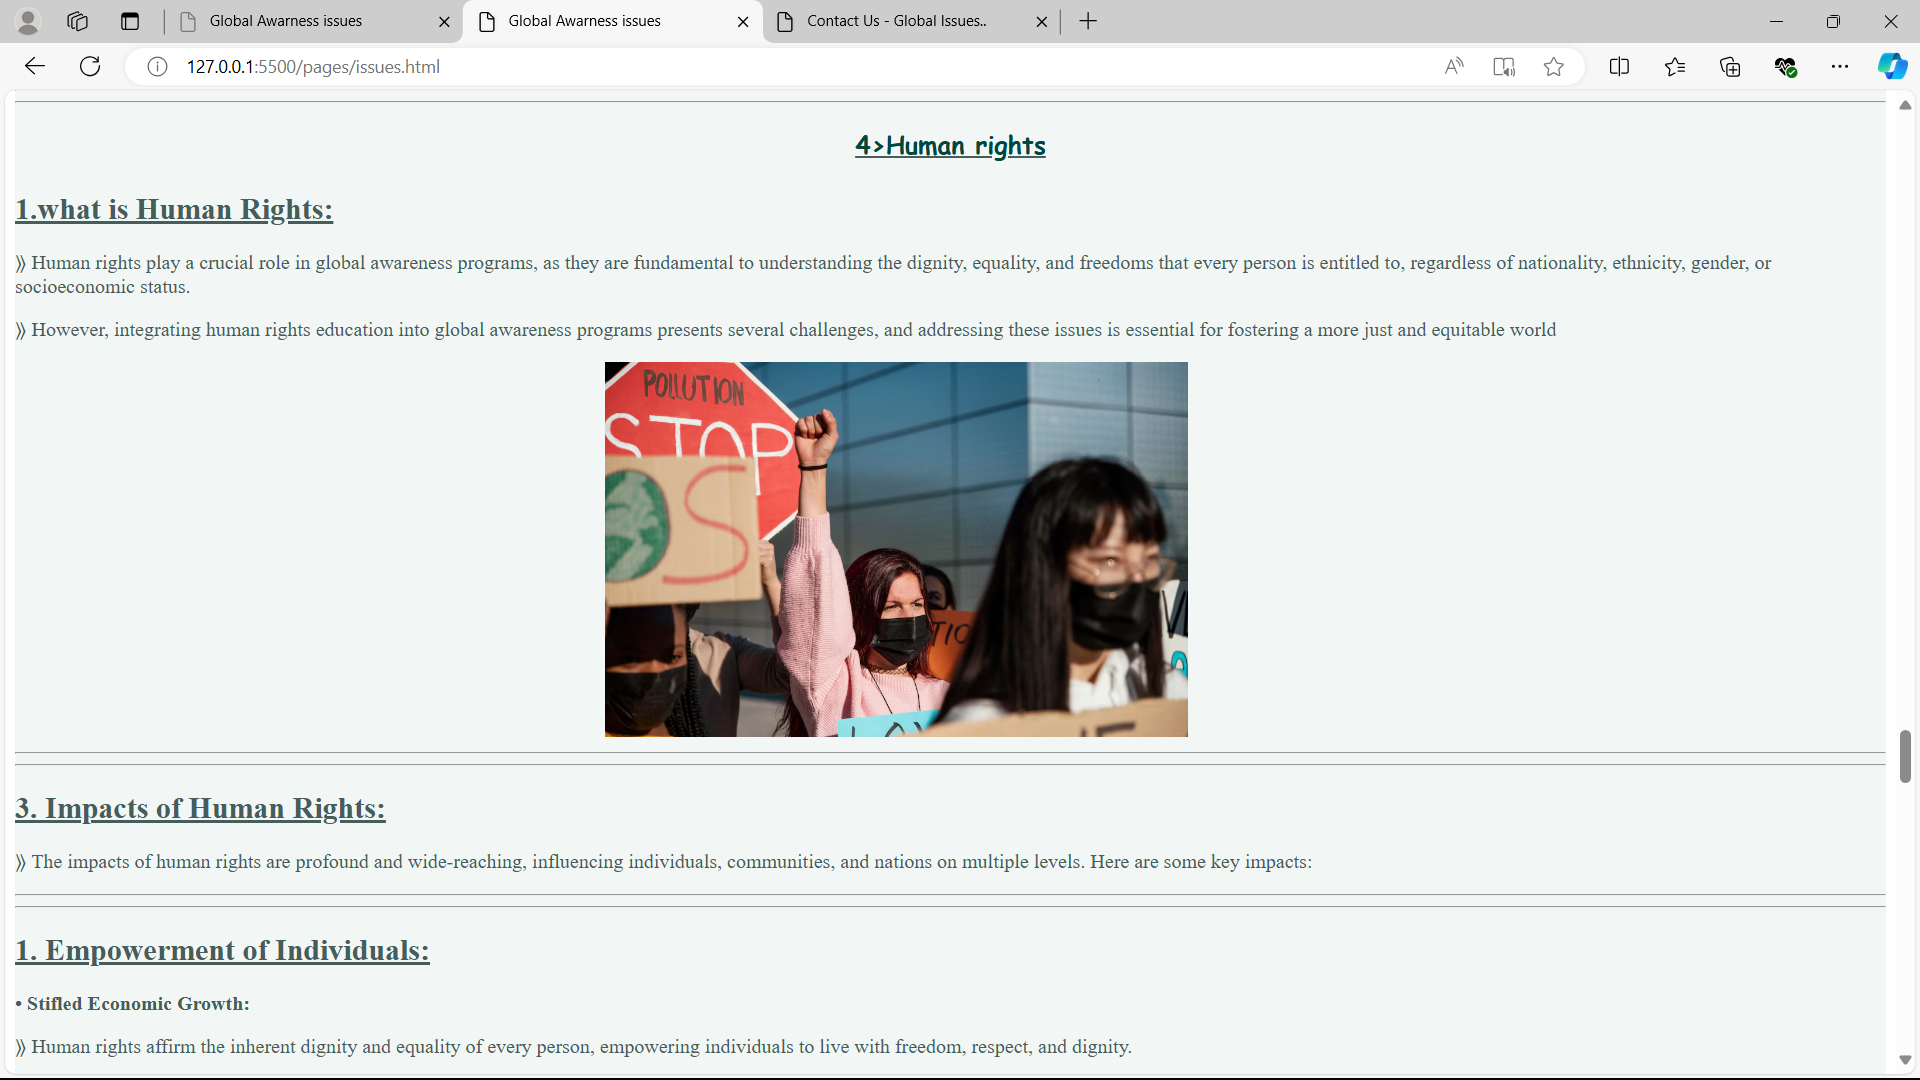 Global Awarness issues
Global Awarness issues
Contact Us - Global Issues..
127.0.0.1:5500/pages/issues.html
4>Human rights
1.what is Human Rights:
⟫ Human rights play a crucial role in global awareness programs, as they are fundamental to understanding the dignity, equality, and freedoms that every person is entitled to, regardless of nationality, ethnicity, gender, or
socioeconomic status.
⟫ However, integrating human rights education into global awareness programs presents several challenges, and addressing these issues is essential for fostering a more just and equitable world
POLLUTION
STOP
OS
3. Impacts of Human Rights:
⟫ The impacts of human rights are profound and wide-reaching, influencing individuals, communities, and nations on multiple levels. Here are some key impacts:
1. Empowerment of Individuals:
• Stifled Economic Growth:
⟫ Human rights affirm the inherent dignity and equality of every person, empowering individuals to live with freedom, respect, and dignity.